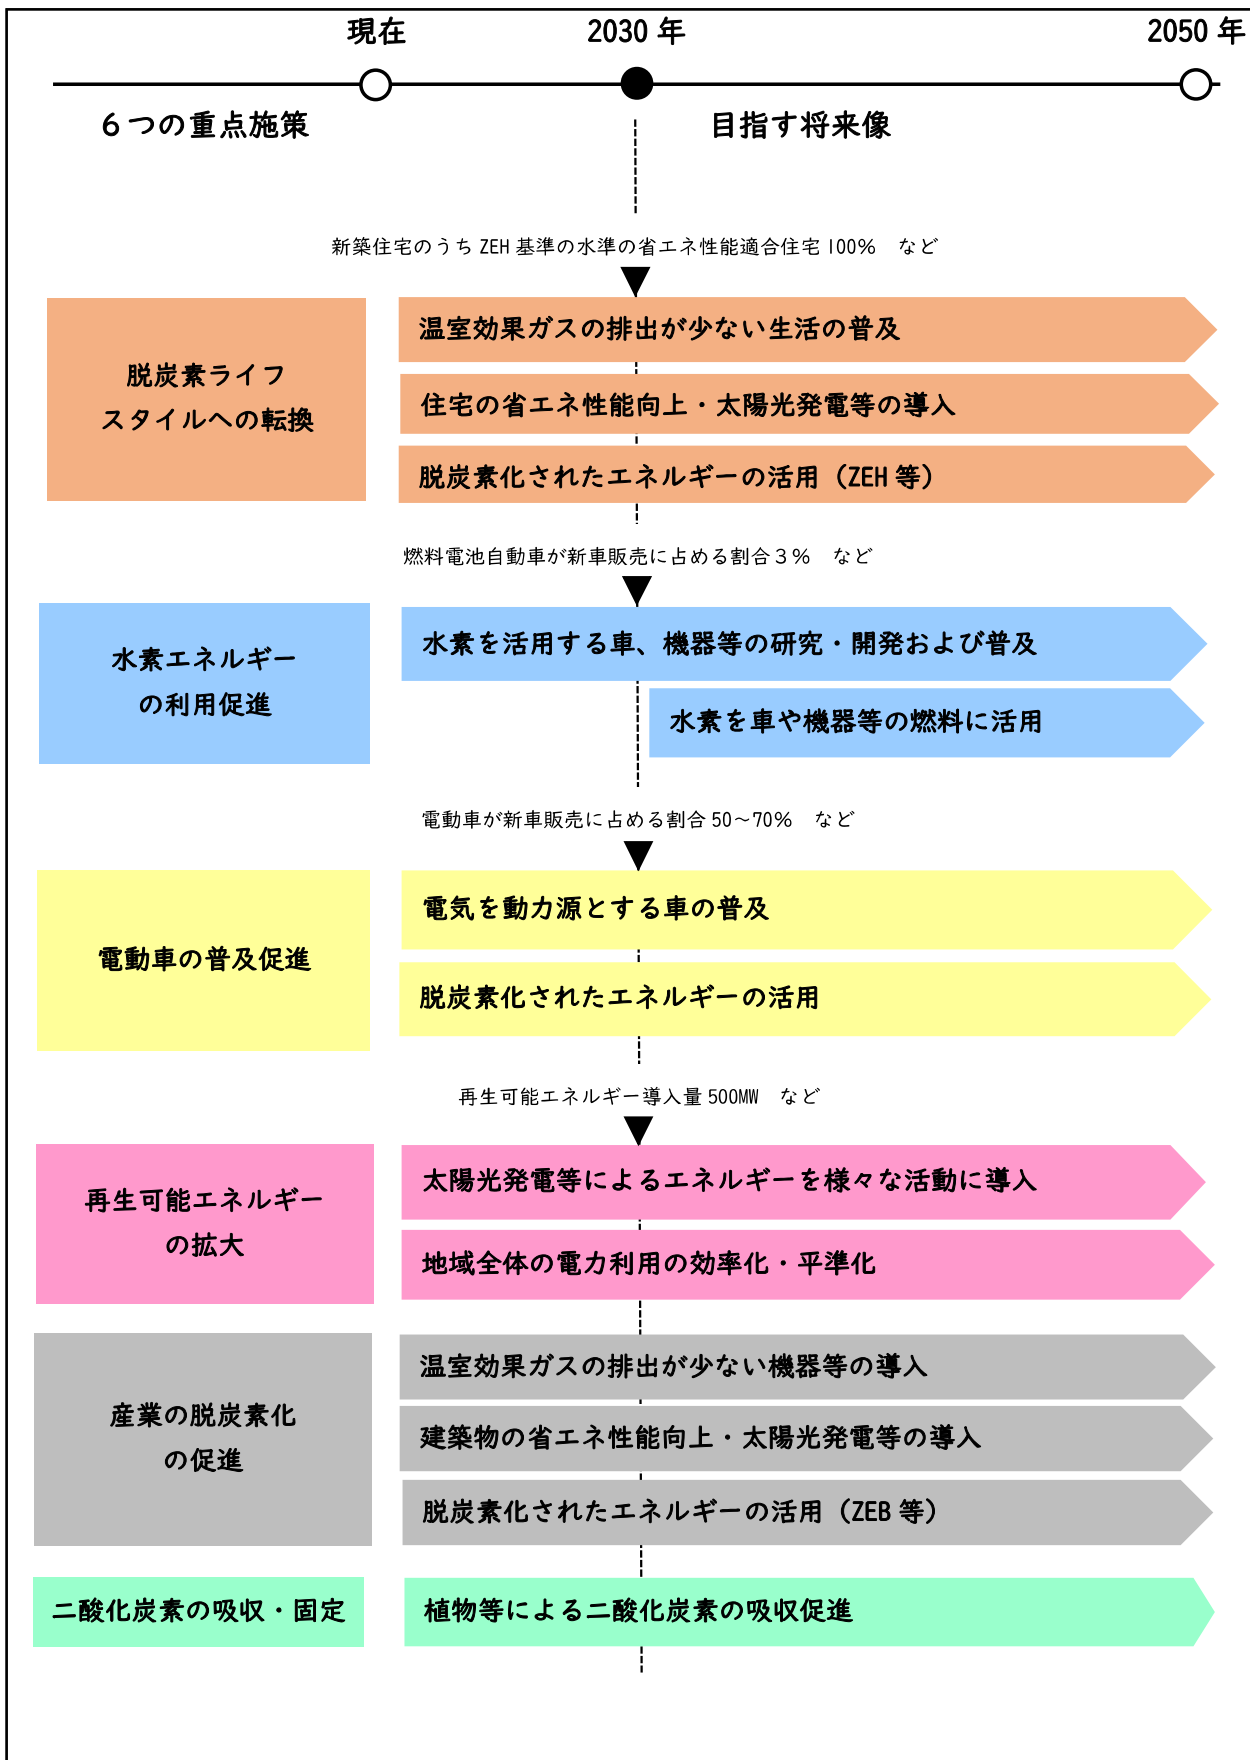 現在 2030 年 2050 年
6つの重点施策 目指す将来像
新築住宅のうち ZEH 基準の水準の省エネ性能適合住宅 100%　など
脱炭素ライフ
スタイルへの転換
温室効果ガスの排出が少ない生活の普及
住宅の省エネ性能向上・太陽光発電等の導入
脱炭素化されたエネルギーの活用（ZEH 等）
燃料電池自動車が新車販売に占める割合３%　など
水素エネルギー
の利用促進
水素を活用する車、機器等の研究・開発および普及
水素を車や機器等の燃料に活用
電動車が新車販売に占める割合 50～70%　など
電動車の普及促進
電気を動力源とする車の普及
脱炭素化されたエネルギーの活用
再生可能エネルギー導入量 500MW　など
再生可能エネルギー
の拡大
太陽光発電等によるエネルギーを様々な活動に導入
地域全体の電力利用の効率化・平準化
産業の脱炭素化
の促進
温室効果ガスの排出が少ない機器等の導入
建築物の省エネ性能向上・太陽光発電等の導入
脱炭素化されたエネルギーの活用（ZEB 等）
二酸化炭素の吸収・固定
植物等による二酸化炭素の吸収促進